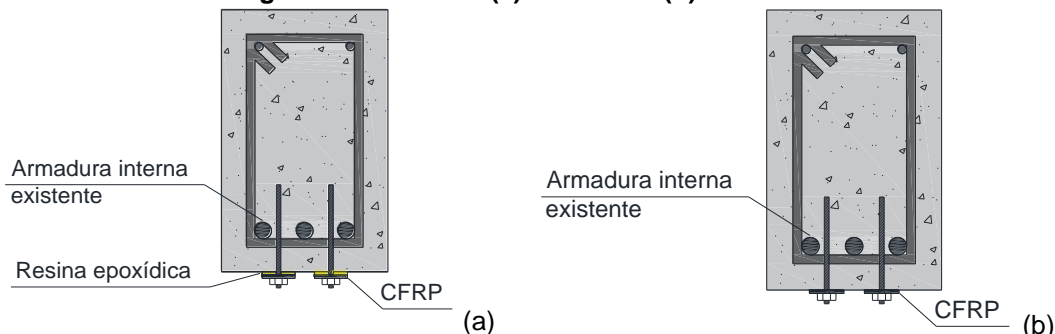 Armadura interna
existente
Resina epoxídica
CFRP
(a)
Armadura interna
existente
CFRP
(b)